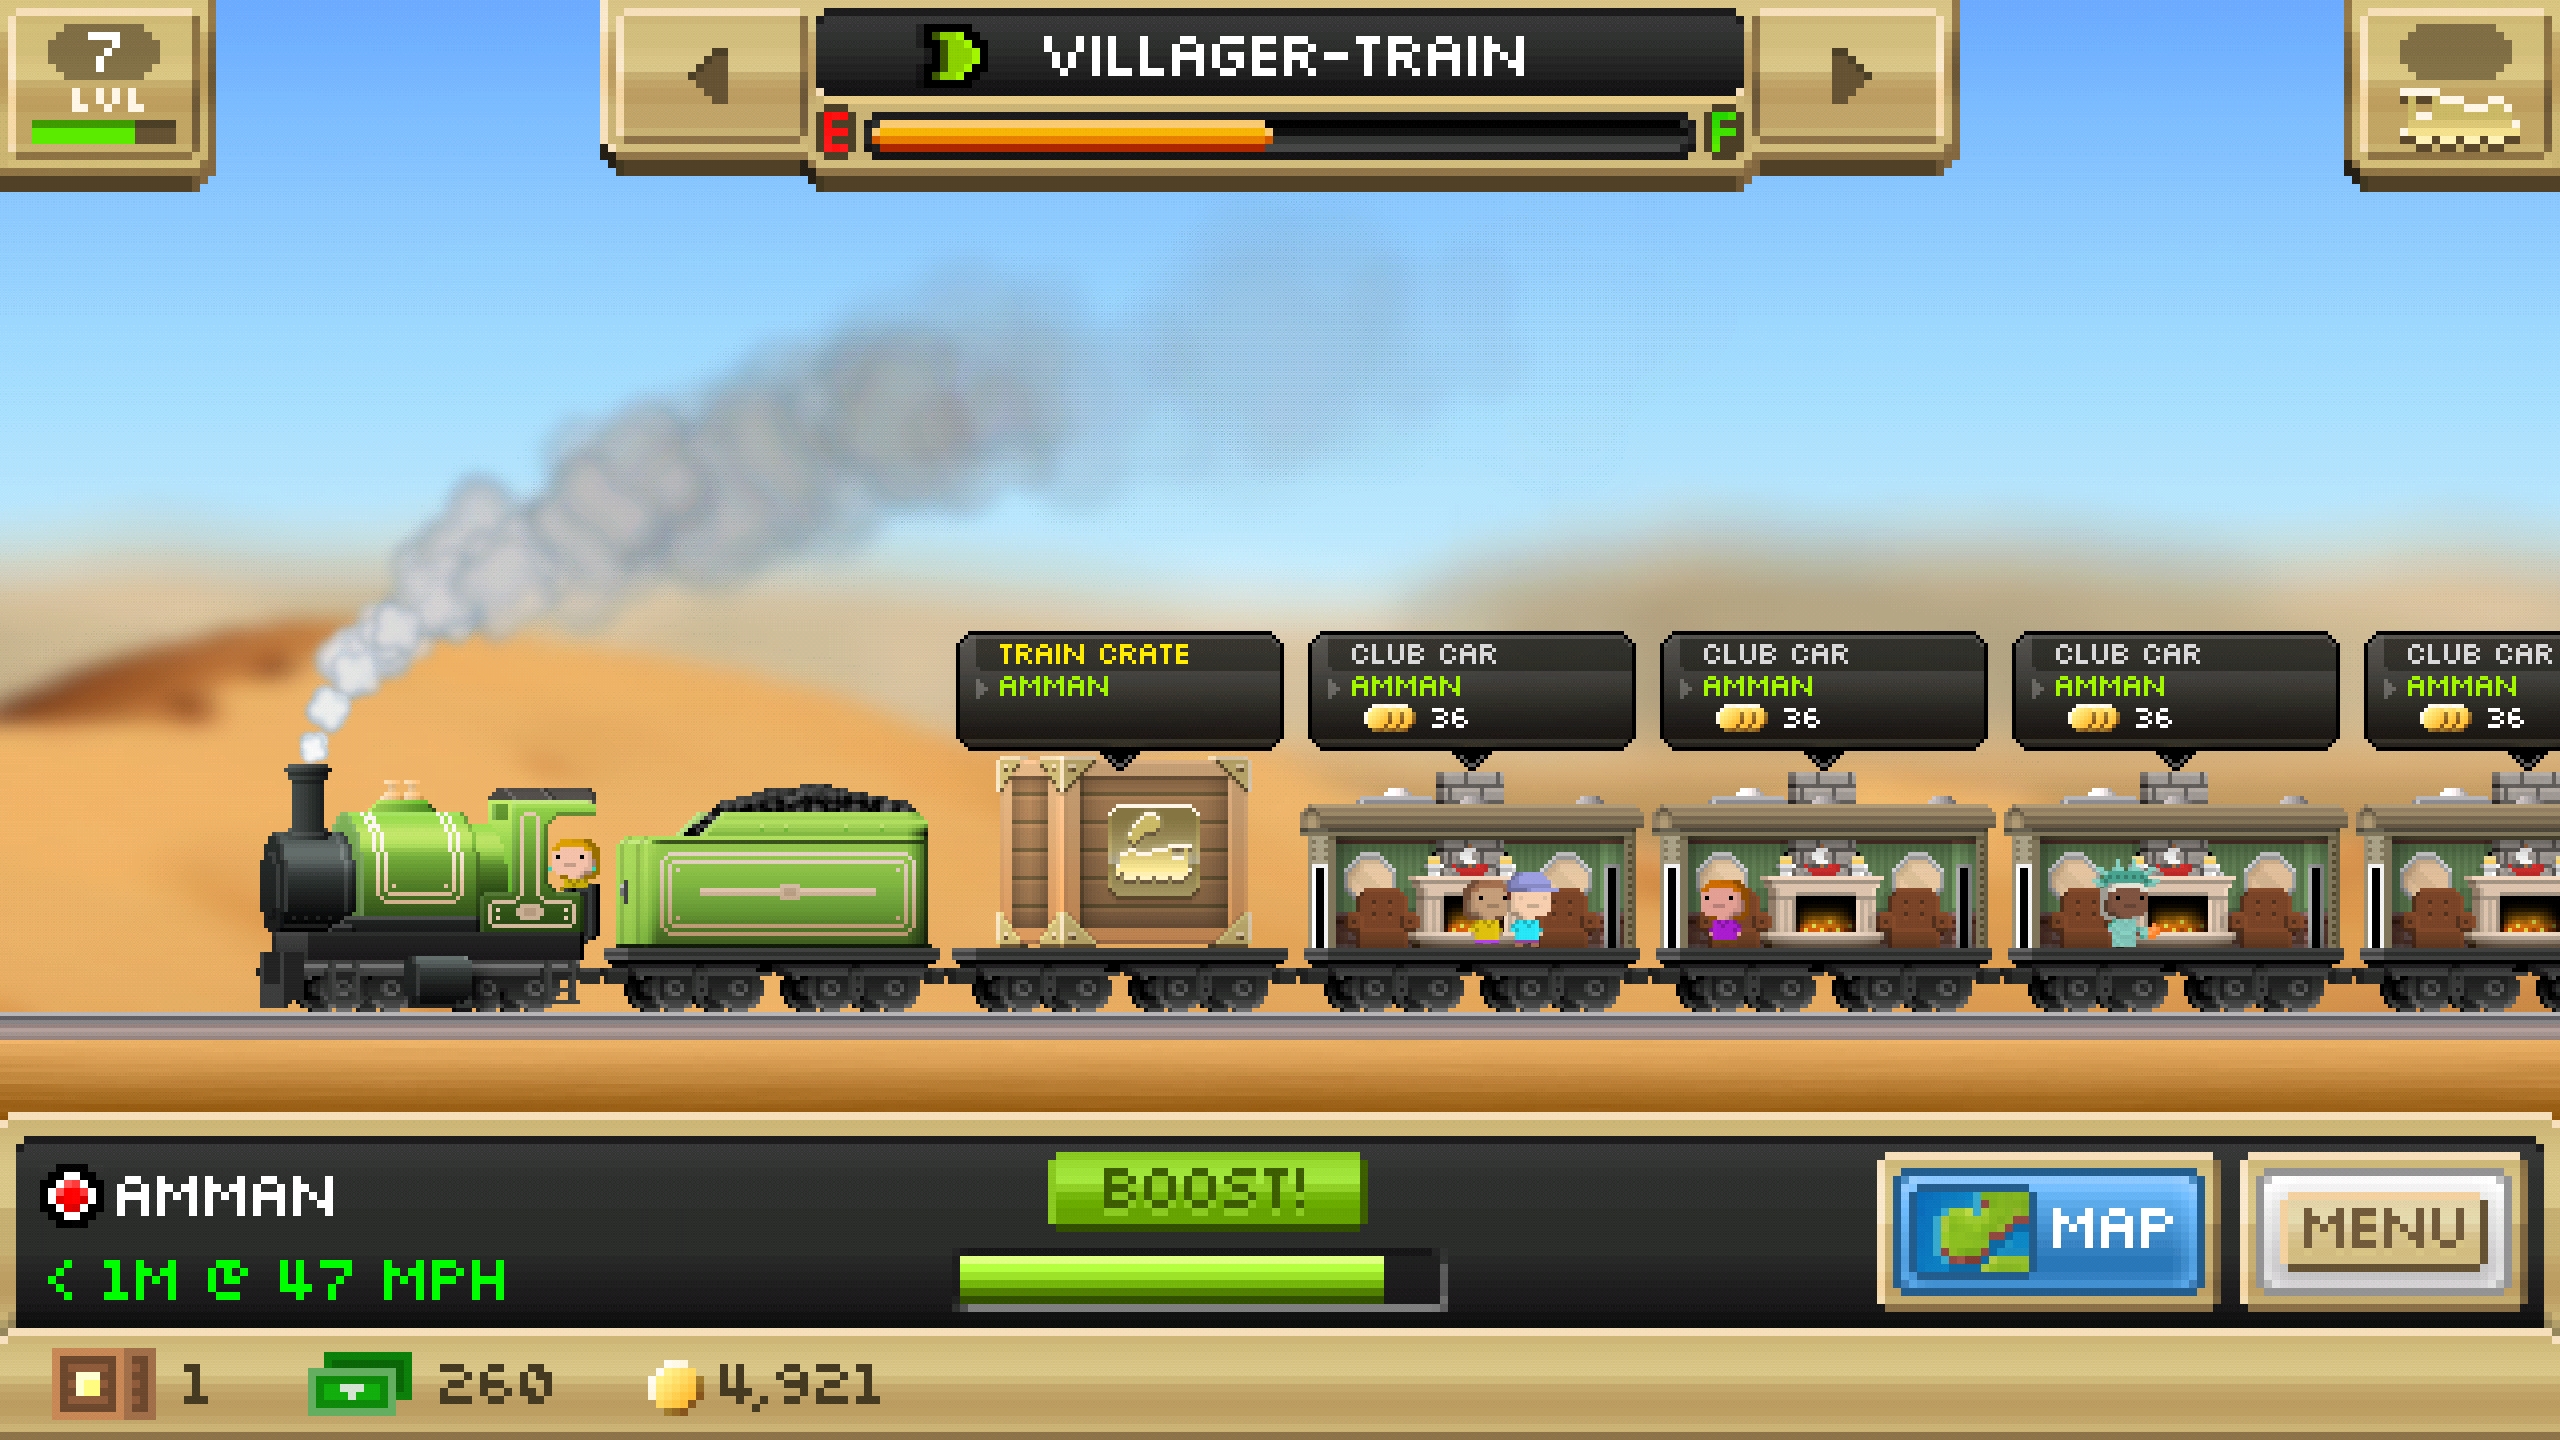 7
LVL
VILLAGER-TRAIN
E
F
TRAIN CRATE
AMMAN
CLUB CAR
AMMAN
36
CLUB CAR
AMMAN
36
CLUB CAR
AMMAN
36
CLUB CAR
AMMAN
36
AMMAN
< 1M @ 47 MPH
BOOST!
MAP
MENU
1
260
4,921